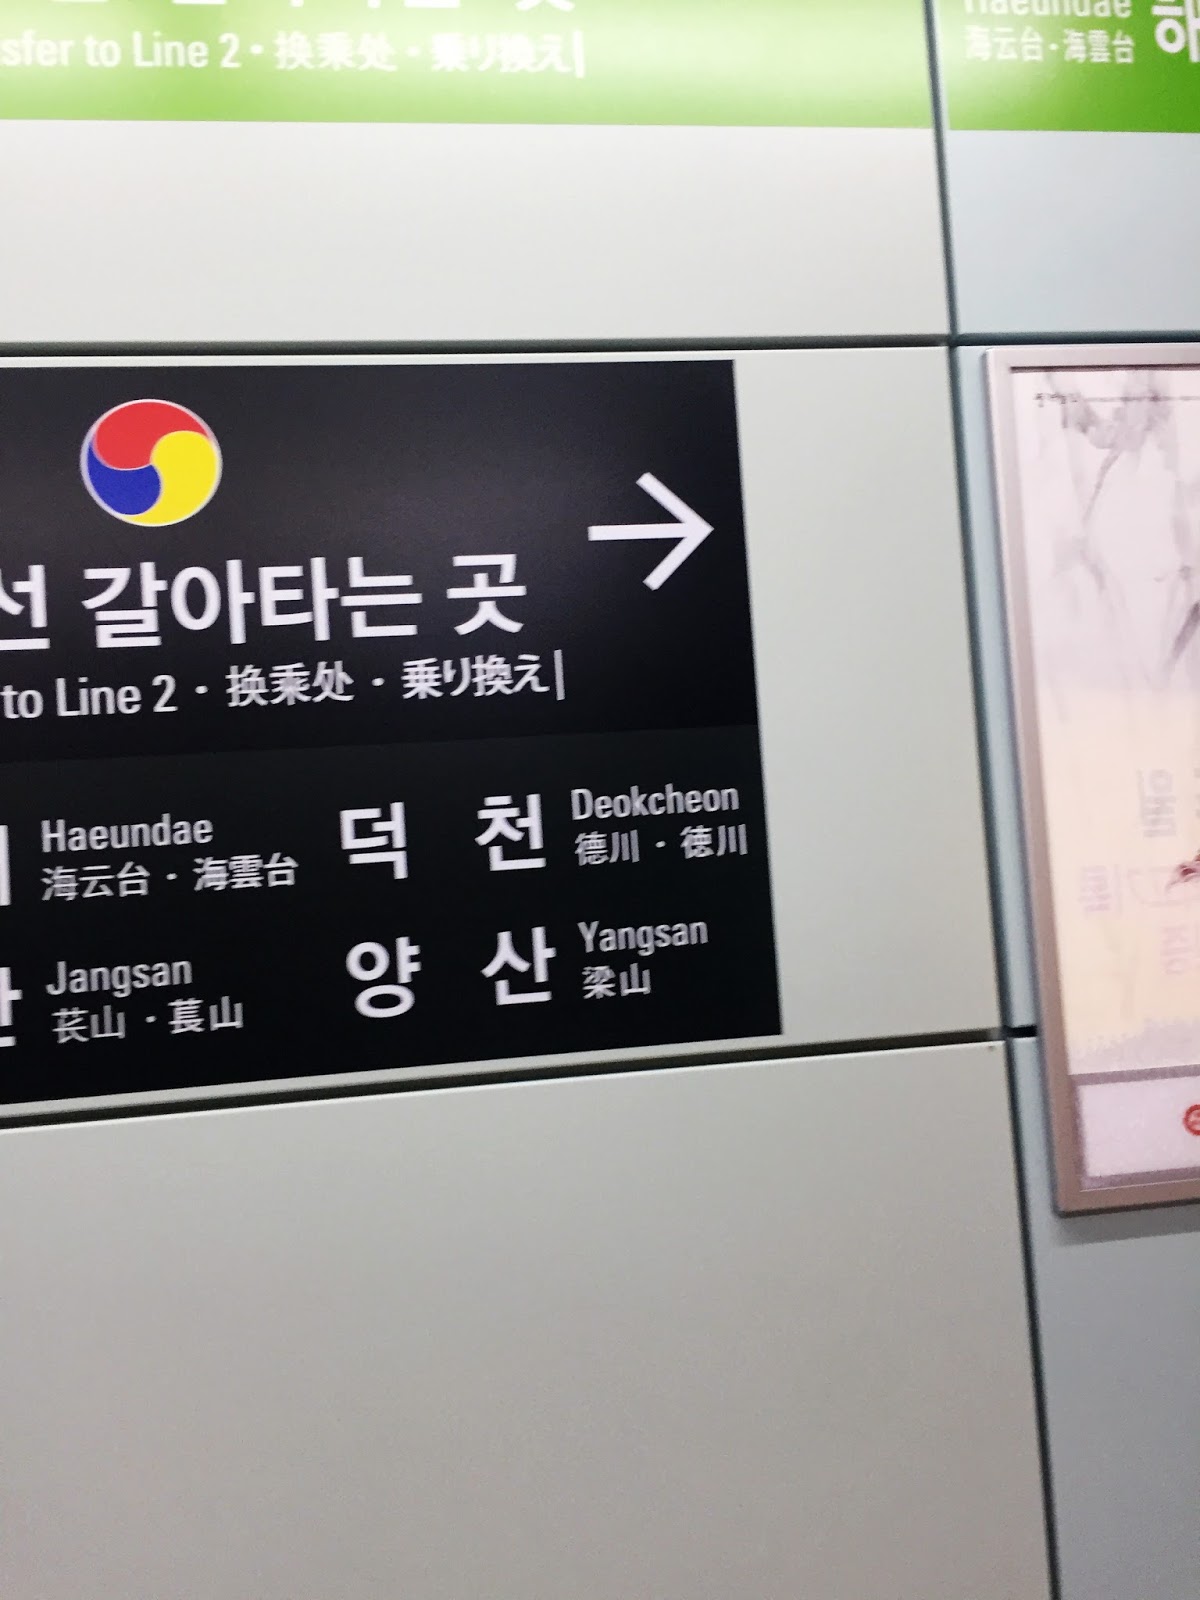 sfer to Line 2 · 换乘处 · 乗り換え
Haeundae
海云台 · 海雲台
선 갈아타는 곳 →
to Line 2 · 换乘处 · 乗り換え
Haeundae
海云台 · 海雲台
덕 천 Deokcheon
德川 · 徳川
Jangsan
苌山 · 萇山
양 산 Yangsan
梁山